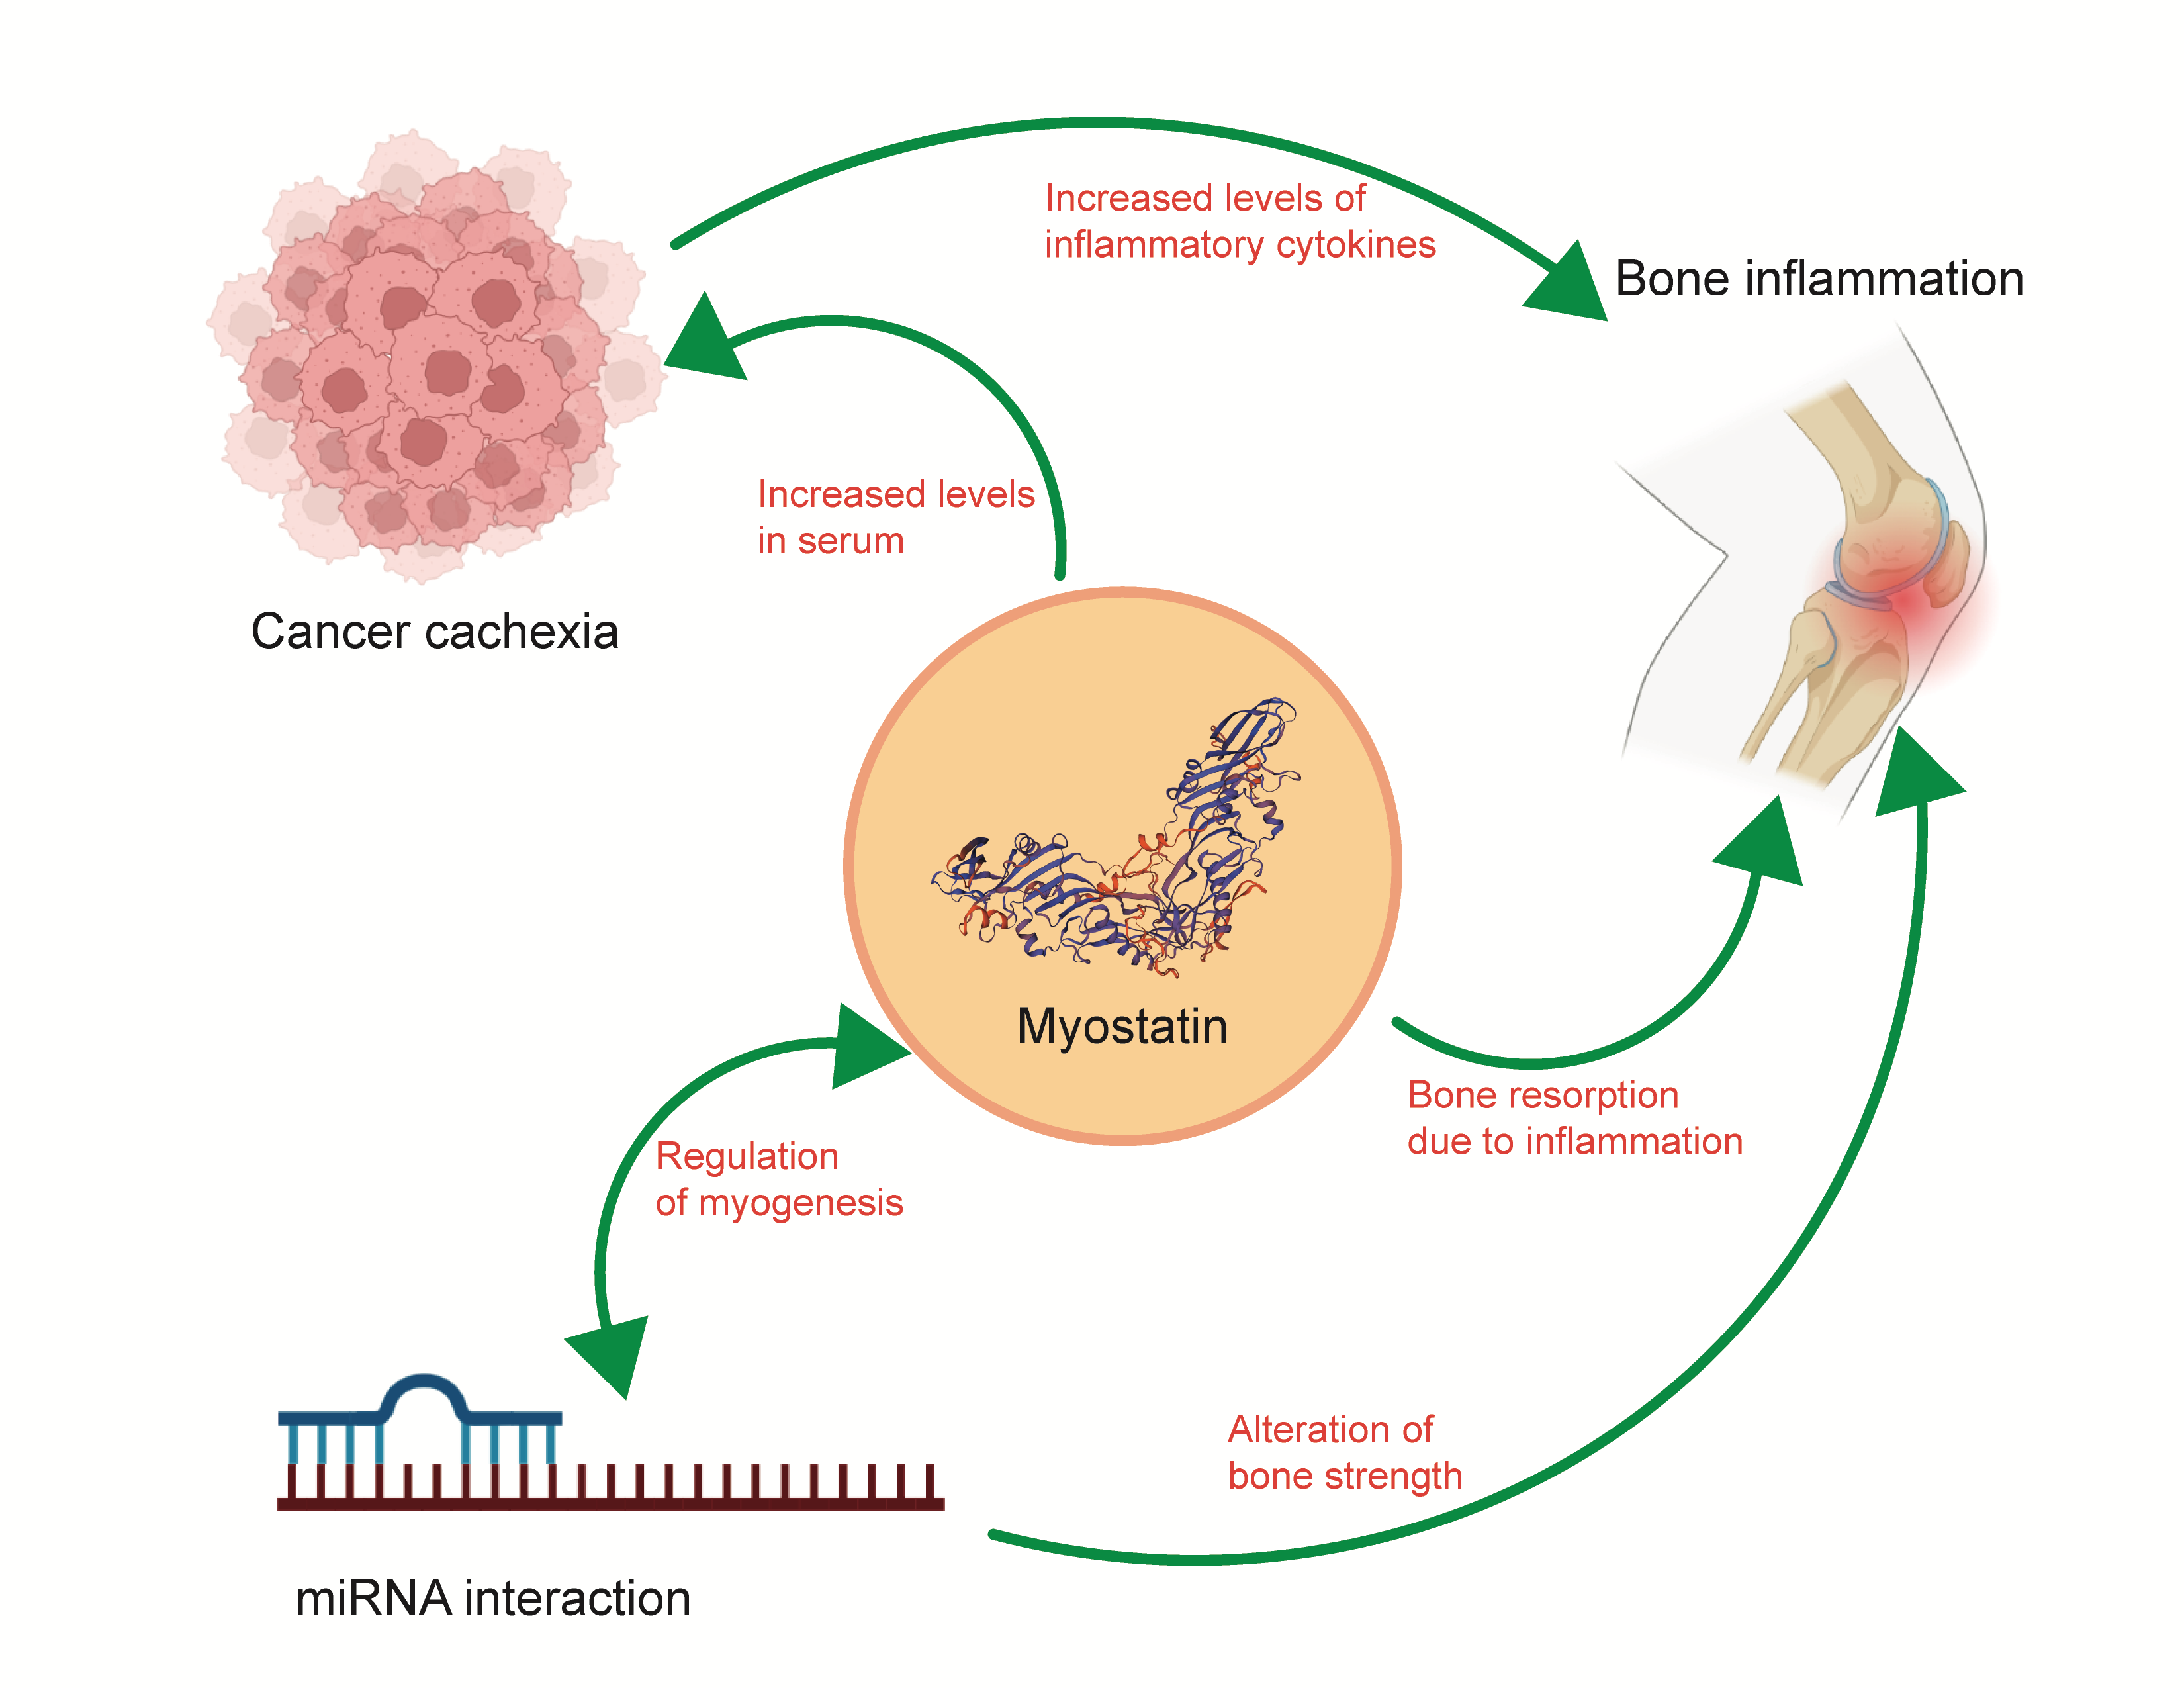 Increased levels of
inflammatory cytokines
Bone inflammation
Increased levels
in serum
Cancer cachexia
Myostatin
Bone resorption
due to inflammation
Regulation
of myogenesis
Alteration of
bone strength
miRNA interaction